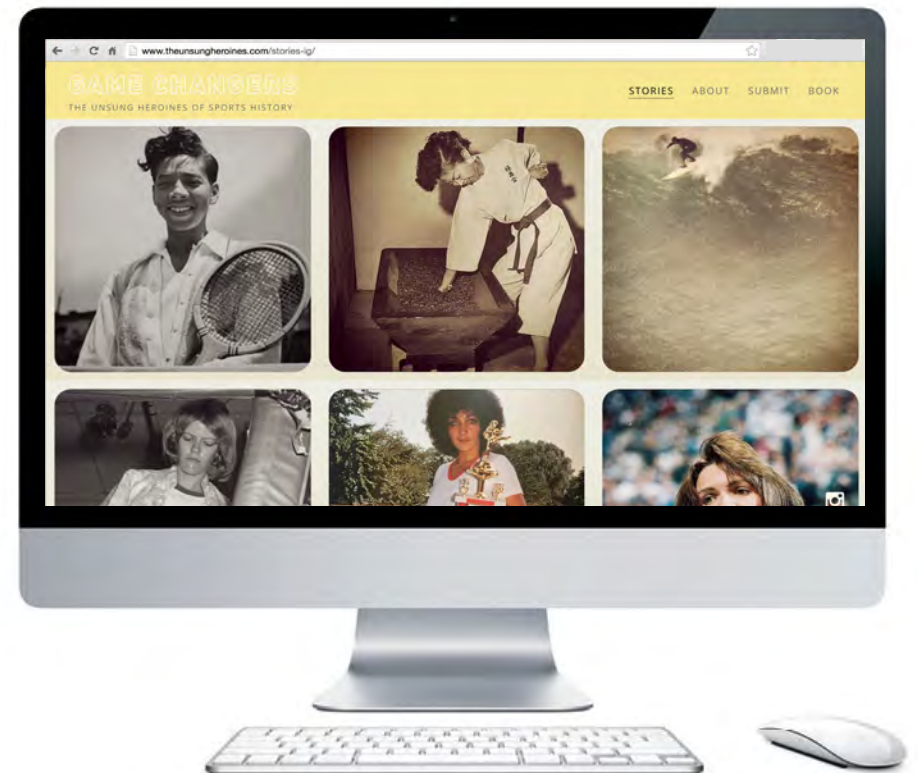 www.theunsungheroines.com/stories-ig/
GAME CHANGERS
THE UNSUNG HEROINES OF SPORTS HISTORY
STORIES ABOUT SUBMIT BOOK